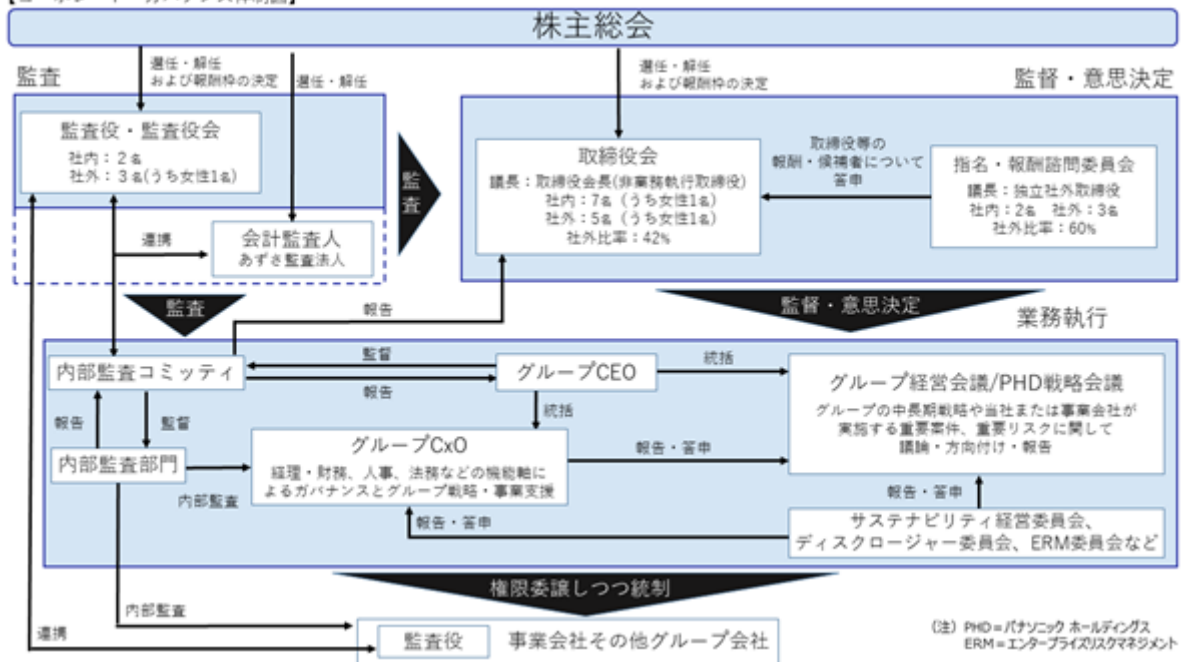 株主総会
選任・解任
および報酬枠の決定
選任・解任
選任・解任
および報酬枠の決定
監査
監督・意思決定
監査役・監査役会
社内：2名
社外：3名(うち女性1名)
監査
取締役会
議長：取締役会長(非業務執行取締役)
社内：7名（うち女性1名）
社外：5名（うち女性1名）
社外比率：42%
取締役等の
報酬・候補者について
答申
指名・報酬諮問委員会
議長：独立社外取締役
社内：2名 社外：3名
社外比率：60%
連携
会計監査人
あずさ監査法人
監査
報告
監督・意思決定
業務執行
内部監査コミッティ
監督
報告
グループCEO
統括
統括
グループ経営会議/PHD戦略会議
グループの中長期戦略や当社または事業会社が
実施する重要案件、重要リスクに関して
議論・方向付け・報告
報告
監督
内部監査部門
内部監査
グループCxO
経理・財務、人事、法務などの機能軸に
よるガバナンスとグループ戦略・事業支援
報告・答申
報告・答申
報告・答申
サステナビリティ経営委員会、
ディスクロージャー委員会、ERM委員会など
権限委譲しつつ統制
内部監査
連携
監査役
事業会社その他グループ会社
（注）PHD＝パナソニック ホールディングス
ERM＝エンタープライズリスクマネジメント